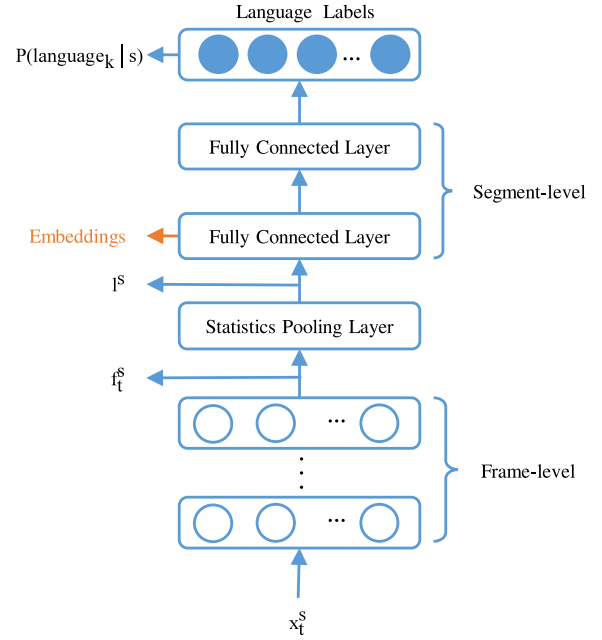 Language Labels
P(language_k | s)
...
Fully Connected Layer
Segment-level
Embeddings
Fully Connected Layer
l^s
Statistics Pooling Layer
f_t^s
...
Frame-level
...
x_t^s